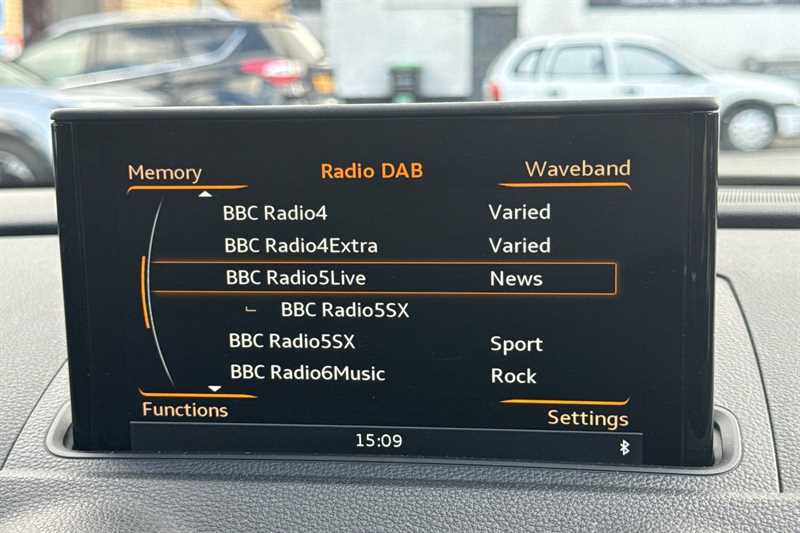 Memory Radio DAB Waveband
BBC Radio4 Varied
BBC Radio4Extra Varied
BBC Radio5Live News
BBC Radio5SX
BBC Radio5SX Sport
BBC Radio6Music Rock
Functions Settings
15:09